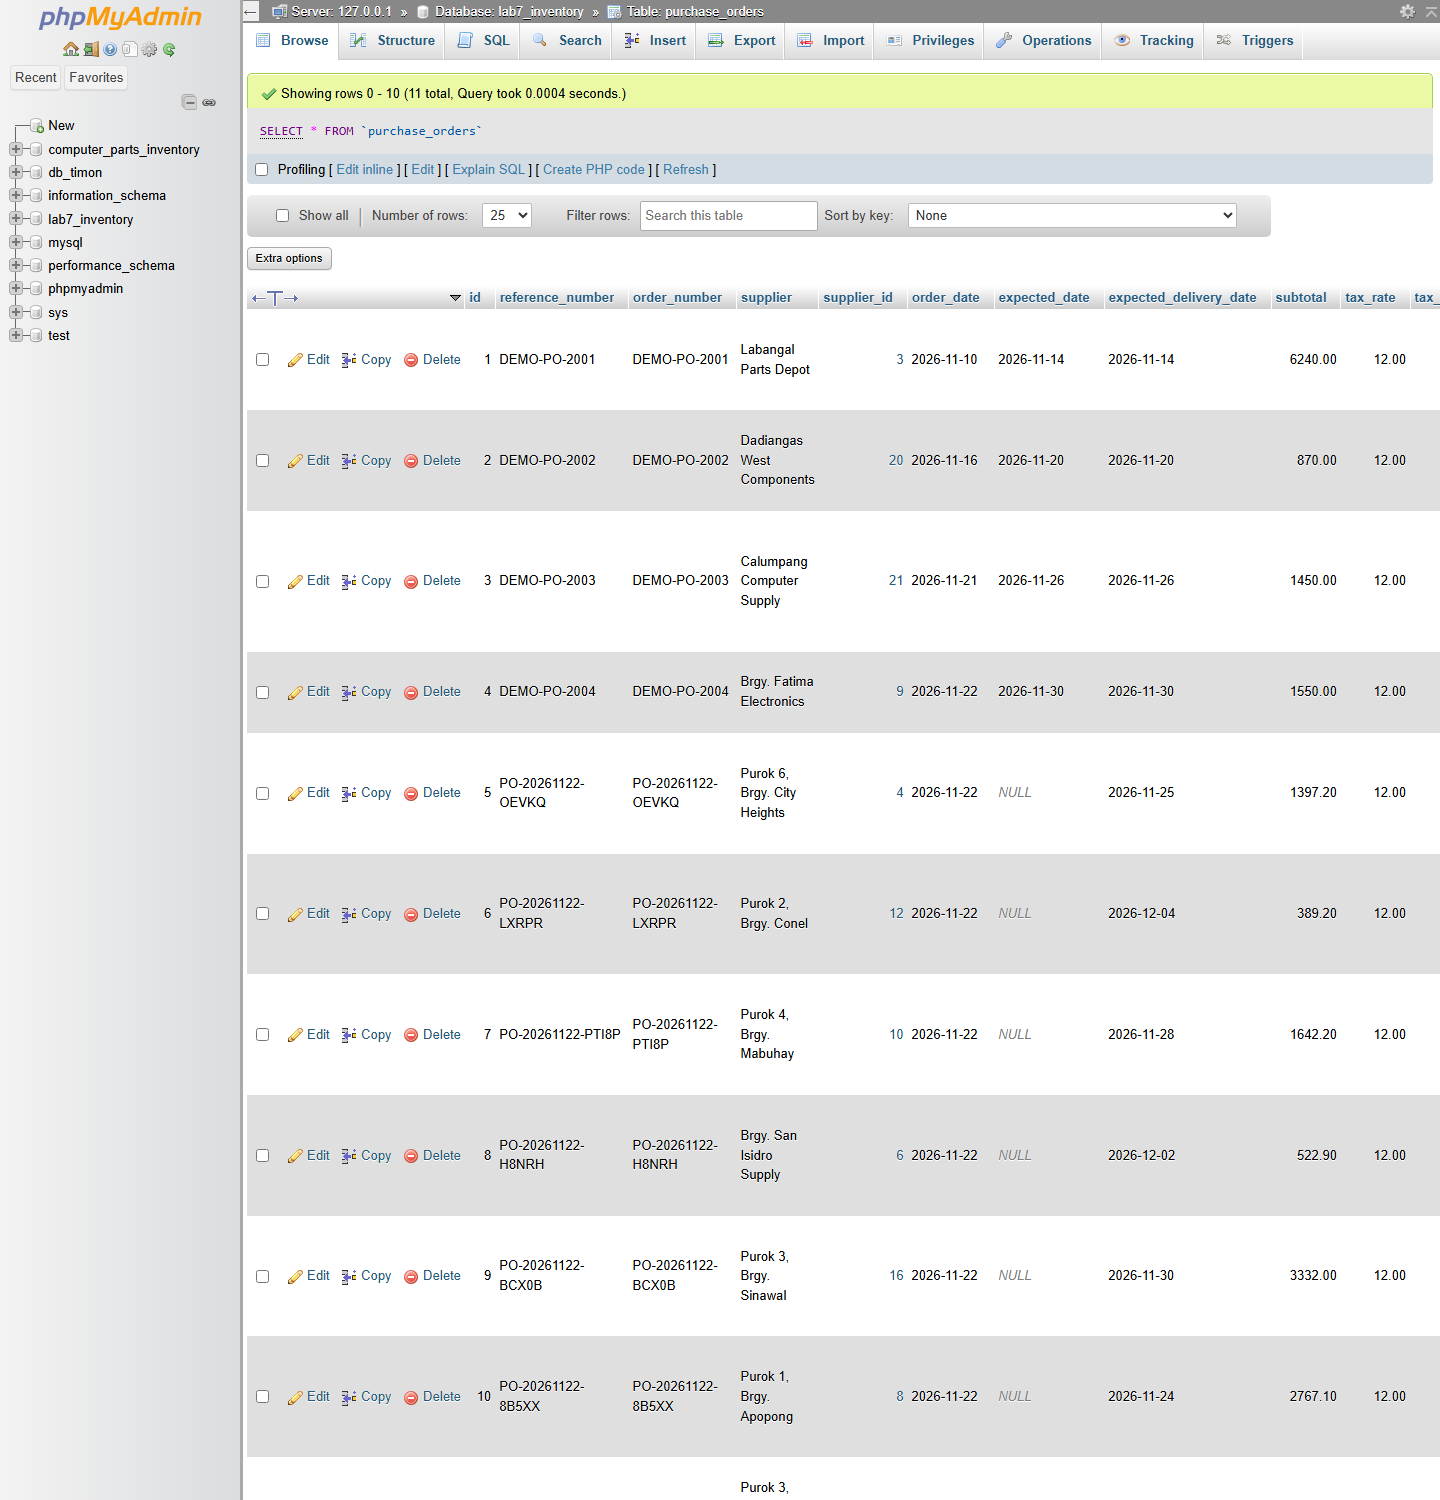 phpMyAdmin
Recent Favorites
New
computer_parts_inventory
db_timon
information_schema
lab7_inventory
mysql
performance_schema
phpmyadmin
sys
test
Server: 127.0.0.1 » Database: lab7_inventory » Table: purchase_orders
Browse Structure SQL Search Insert Export Import Privileges Operations Tracking Triggers
Showing rows 0 - 10 (11 total, Query took 0.0004 seconds.)
SELECT * FROM `purchase_orders`
Profiling [ Edit inline ] [ Edit ] [ Explain SQL ] [ Create PHP code ] [ Refresh ]
Show all Number of rows: 25 Filter rows: Search this table Sort by key: None
Extra options
←T→ id reference_number order_number supplier supplier_id order_date expected_date expected_delivery_date subtotal tax_rate tax_
Edit Copy Delete 1 DEMO-PO-2001 DEMO-PO-2001 Labangal
Parts Depot 3 2026-11-10 2026-11-14 2026-11-14 6240.00 12.00
Edit Copy Delete 2 DEMO-PO-2002 DEMO-PO-2002 Dadiangas
West
Components 20 2026-11-16 2026-11-20 2026-11-20 870.00 12.00
Edit Copy Delete 3 DEMO-PO-2003 DEMO-PO-2003 Calumpang
Computer
Supply 21 2026-11-21 2026-11-26 2026-11-26 1450.00 12.00
Edit Copy Delete 4 DEMO-PO-2004 DEMO-PO-2004 Brgy. Fatima
Electronics 9 2026-11-22 2026-11-30 2026-11-30 1550.00 12.00
Edit Copy Delete 5 PO-20261122-
OEVKQ PO-20261122-
OEVKQ Purok 6,
Brgy. City
Heights 4 2026-11-22 NULL 2026-11-25 1397.20 12.00
Edit Copy Delete 6 PO-20261122-
LXRPR PO-20261122-
LXRPR Purok 2,
Brgy. Conel 12 2026-11-22 NULL 2026-12-04 389.20 12.00
Edit Copy Delete 7 PO-20261122-PTI8P PO-20261122-
PTI8P Purok 4,
Brgy.
Mabuhay 10 2026-11-22 NULL 2026-11-28 1642.20 12.00
Edit Copy Delete 8 PO-20261122-
H8NRH PO-20261122-
H8NRH Brgy. San
Isidro
Supply 6 2026-11-22 NULL 2026-12-02 522.90 12.00
Edit Copy Delete 9 PO-20261122-
BCX0B PO-20261122-
BCX0B Purok 3,
Brgy.
Sinawal 16 2026-11-22 NULL 2026-11-30 3332.00 12.00
Edit Copy Delete 10 PO-20261122-
8B5XX PO-20261122-
8B5XX Purok 1,
Brgy.
Apopong 8 2026-11-22 NULL 2026-11-24 2767.10 12.00
Purok 3,